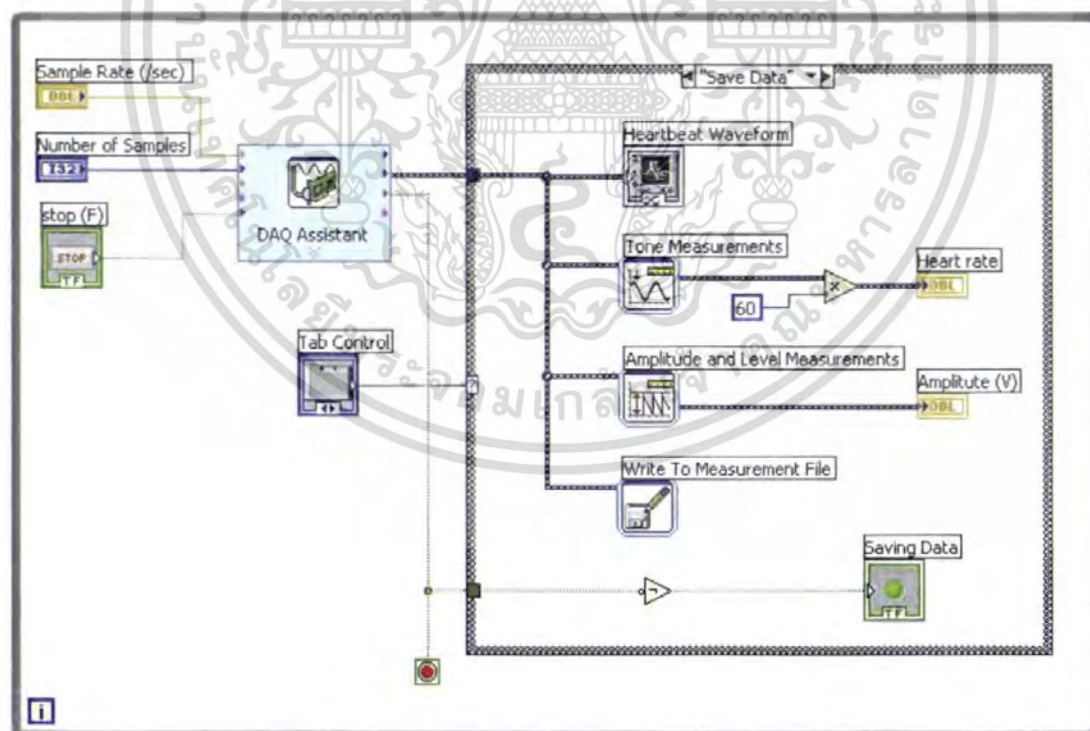 Sample Rate (/sec)
DBL
Number of Samples
I32
stop (F)
STOP
TF
DAQ Assistant
Tab Control
"Save Data"
Heartbeat Waveform
Tone Measurements
60
Heart rate
DBL
Amplitude and Level Measurements
Amplitute (V)
DBL
Write To Measurement File
Saving Data
TF
i